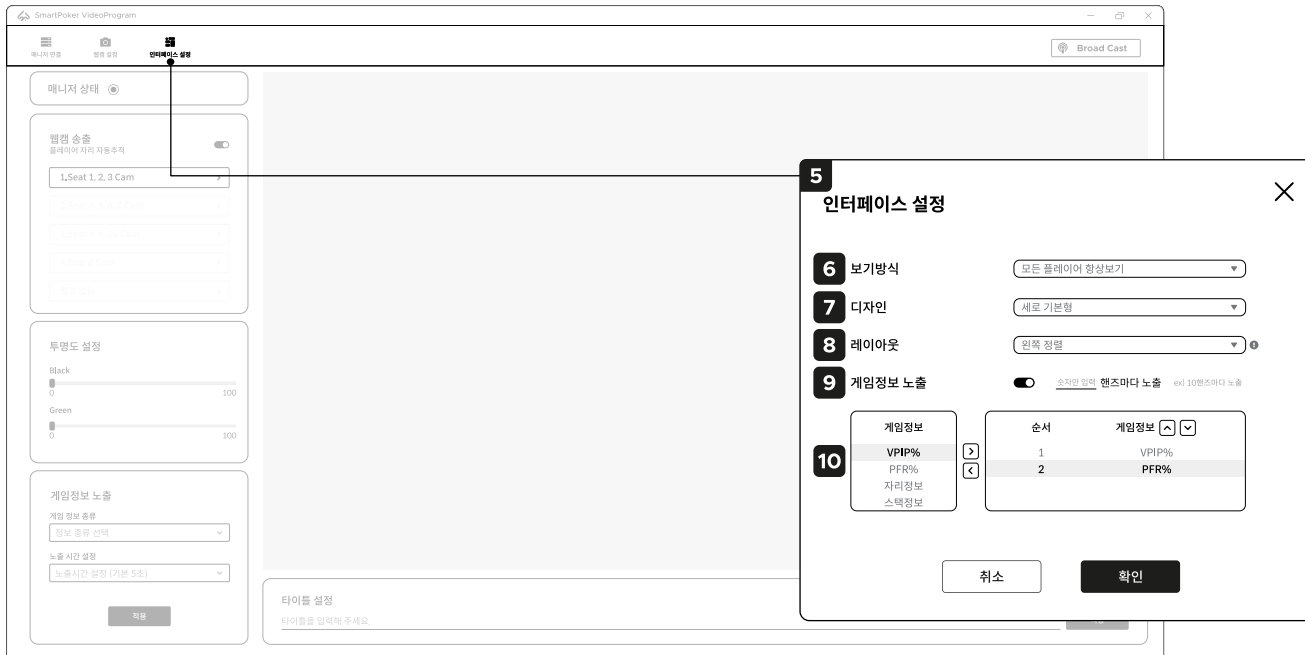 SmartPoker VideoProgram
매니저 연결
웹캠 설정
인터페이스 설정
Broad Cast
매니저 상태
웹캠 송출
플레이어 자리 자동추적
1.Seat 1, 2, 3 Cam
투명도 설정
Black
0
100
Green
0
100
게임정보 노출
게임 정보 종류
정보 종류 선택
노출 시간 설정
노출시간 설정 (기본 5초)
적용
타이틀 설정
타이틀을 입력해 주세요.
5
인터페이스 설정
6 보기방식 모든 플레이어 항상보기
7 디자인 세로 기본형
8 레이아웃 왼쪽 정렬
9 게임정보 노출 숫자만 입력 핸즈마다 노출 ex) 10핸즈마다 노출
10
게임정보
VPIP%
PFR%
자리정보
스택정보
순서 게임정보
1 VPIP%
2 PFR%
취소
확인